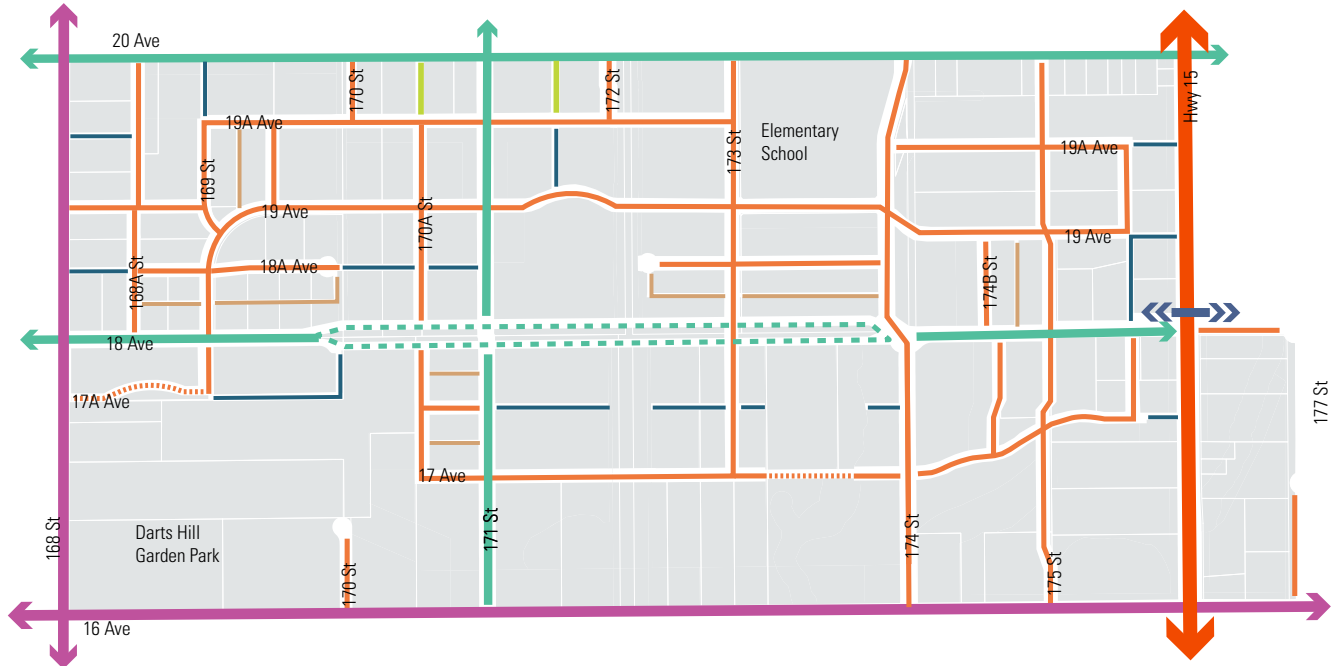 20 Ave
170 St
172 St
Hwy 15
19A Ave
173 St
Elementary
School
19A Ave
169 St
19 Ave
170A St
19 Ave
168A St
18A Ave
174B St
18 Ave
17A Ave
177 St
17 Ave
168 St
Darts Hill
Garden Park
171 St
174 St
170 St
175 St
16 Ave